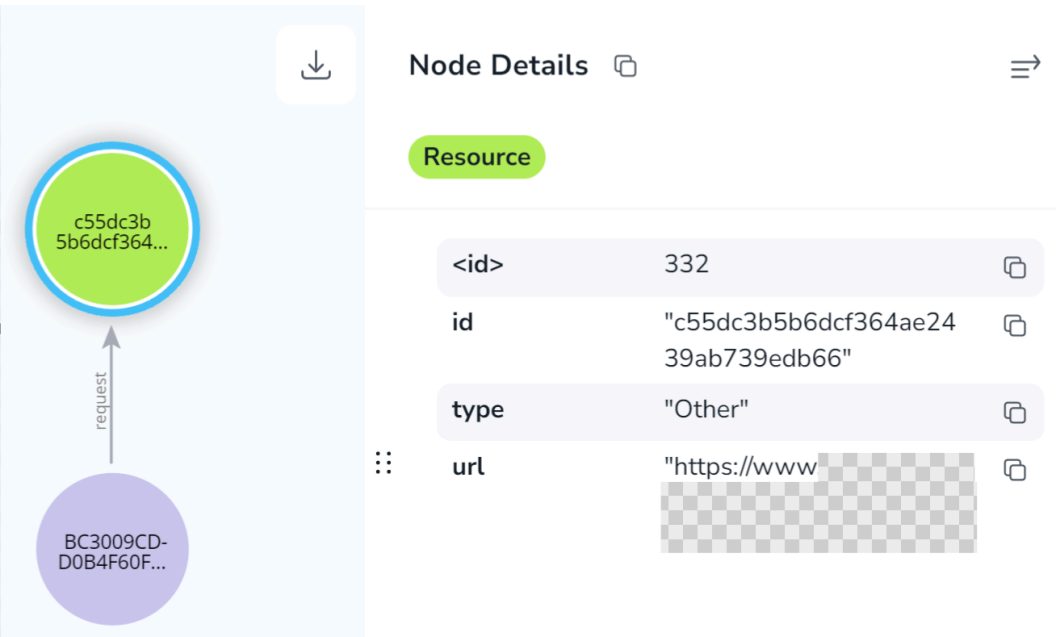 c55dc3b
5b6dcf364...
request
BC3009CD-
D0B4F60F...
Node Details
Resource
<id> 332
id "c55dc3b5b6dcf364ae24
39ab739edb66"
type "Other"
url "https://www